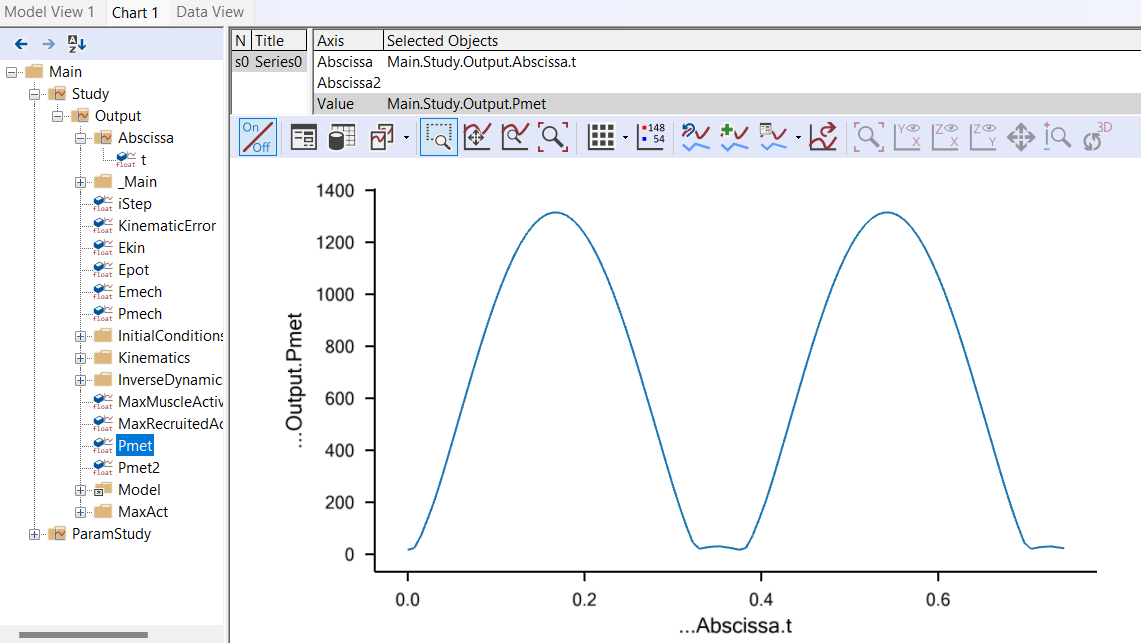 Model View 1 Chart 1 Data View
N Title Axis Selected Objects
s0 Series0 Abscissa Main.Study.Output.Abscissa.t
Abscissa2
Value Main.Study.Output.Pmet
A
Z
Main
Study
Output
Abscissa
float t
_Main
float iStep
float KinematicError
float Ekin
float Epot
float Emech
float Pmech
InitialConditions
Kinematics
InverseDynamic
float MaxMuscleActiv
float MaxRecruitedAc
float Pmet
float Pmet2
Model
MaxAct
ParamStudy
On
Off
148
54
Y
X
Z
X
Z
Y
3D
...Output.Pmet
1400
1200
1000
800
600
400
200
0
0.0 0.2 0.4 0.6
...Abscissa.t